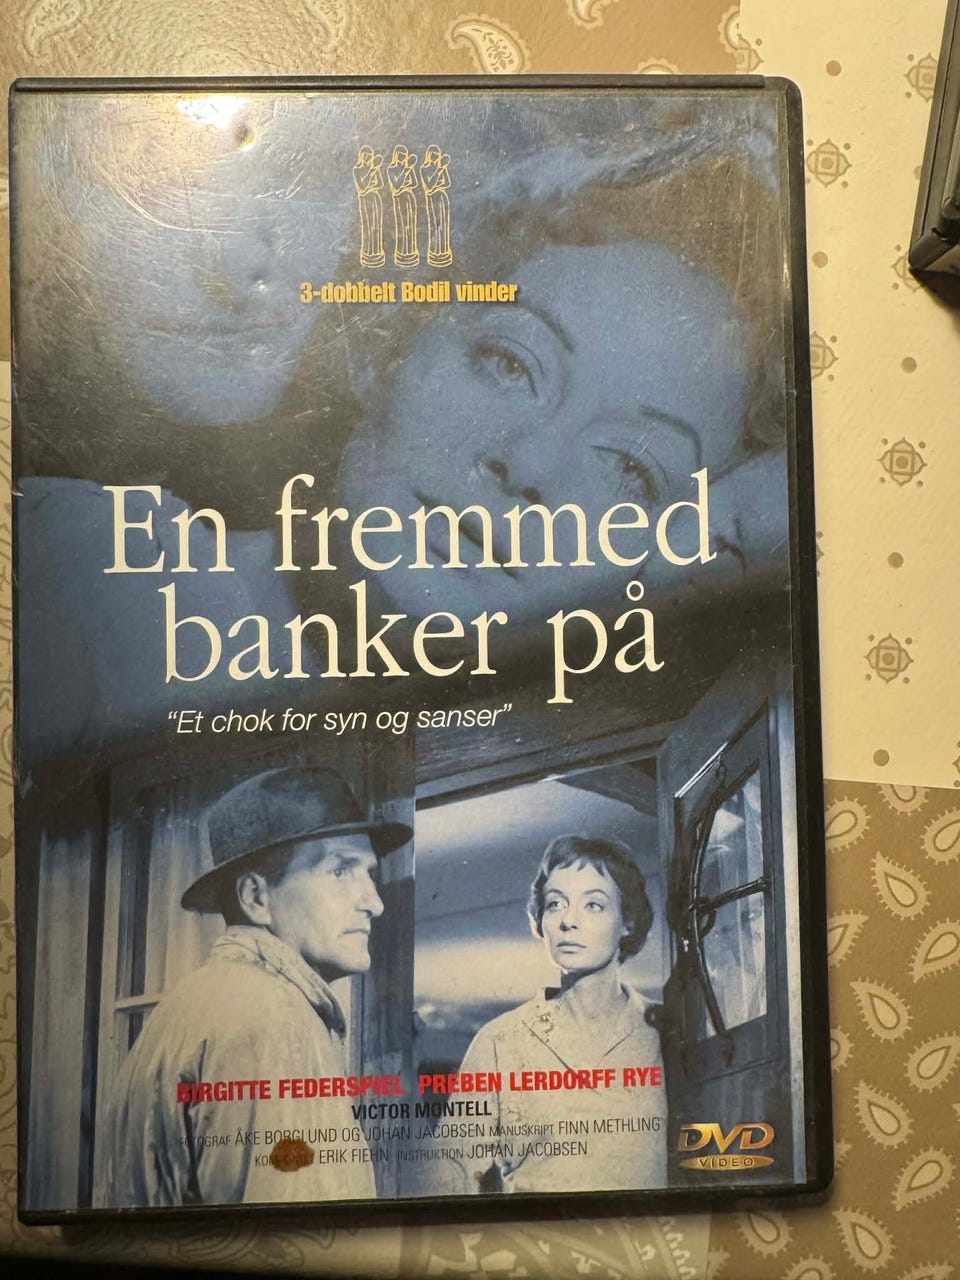 3-dobbelt Bodil vinder
En fremmed
banker på
"Et chok for syn og sanser"
BIRGITTE FEDERSPIEL PREBEN LERDORFF RYE
VICTOR MONTELL
FOTOGRAF ÅKE BORGLUND OG JOHAN JACOBSEN MANUSKRIPT FINN METHLING
ERIK FIEHN INSTRUKTION JOHAN JACOBSEN
DVD
VIDEO